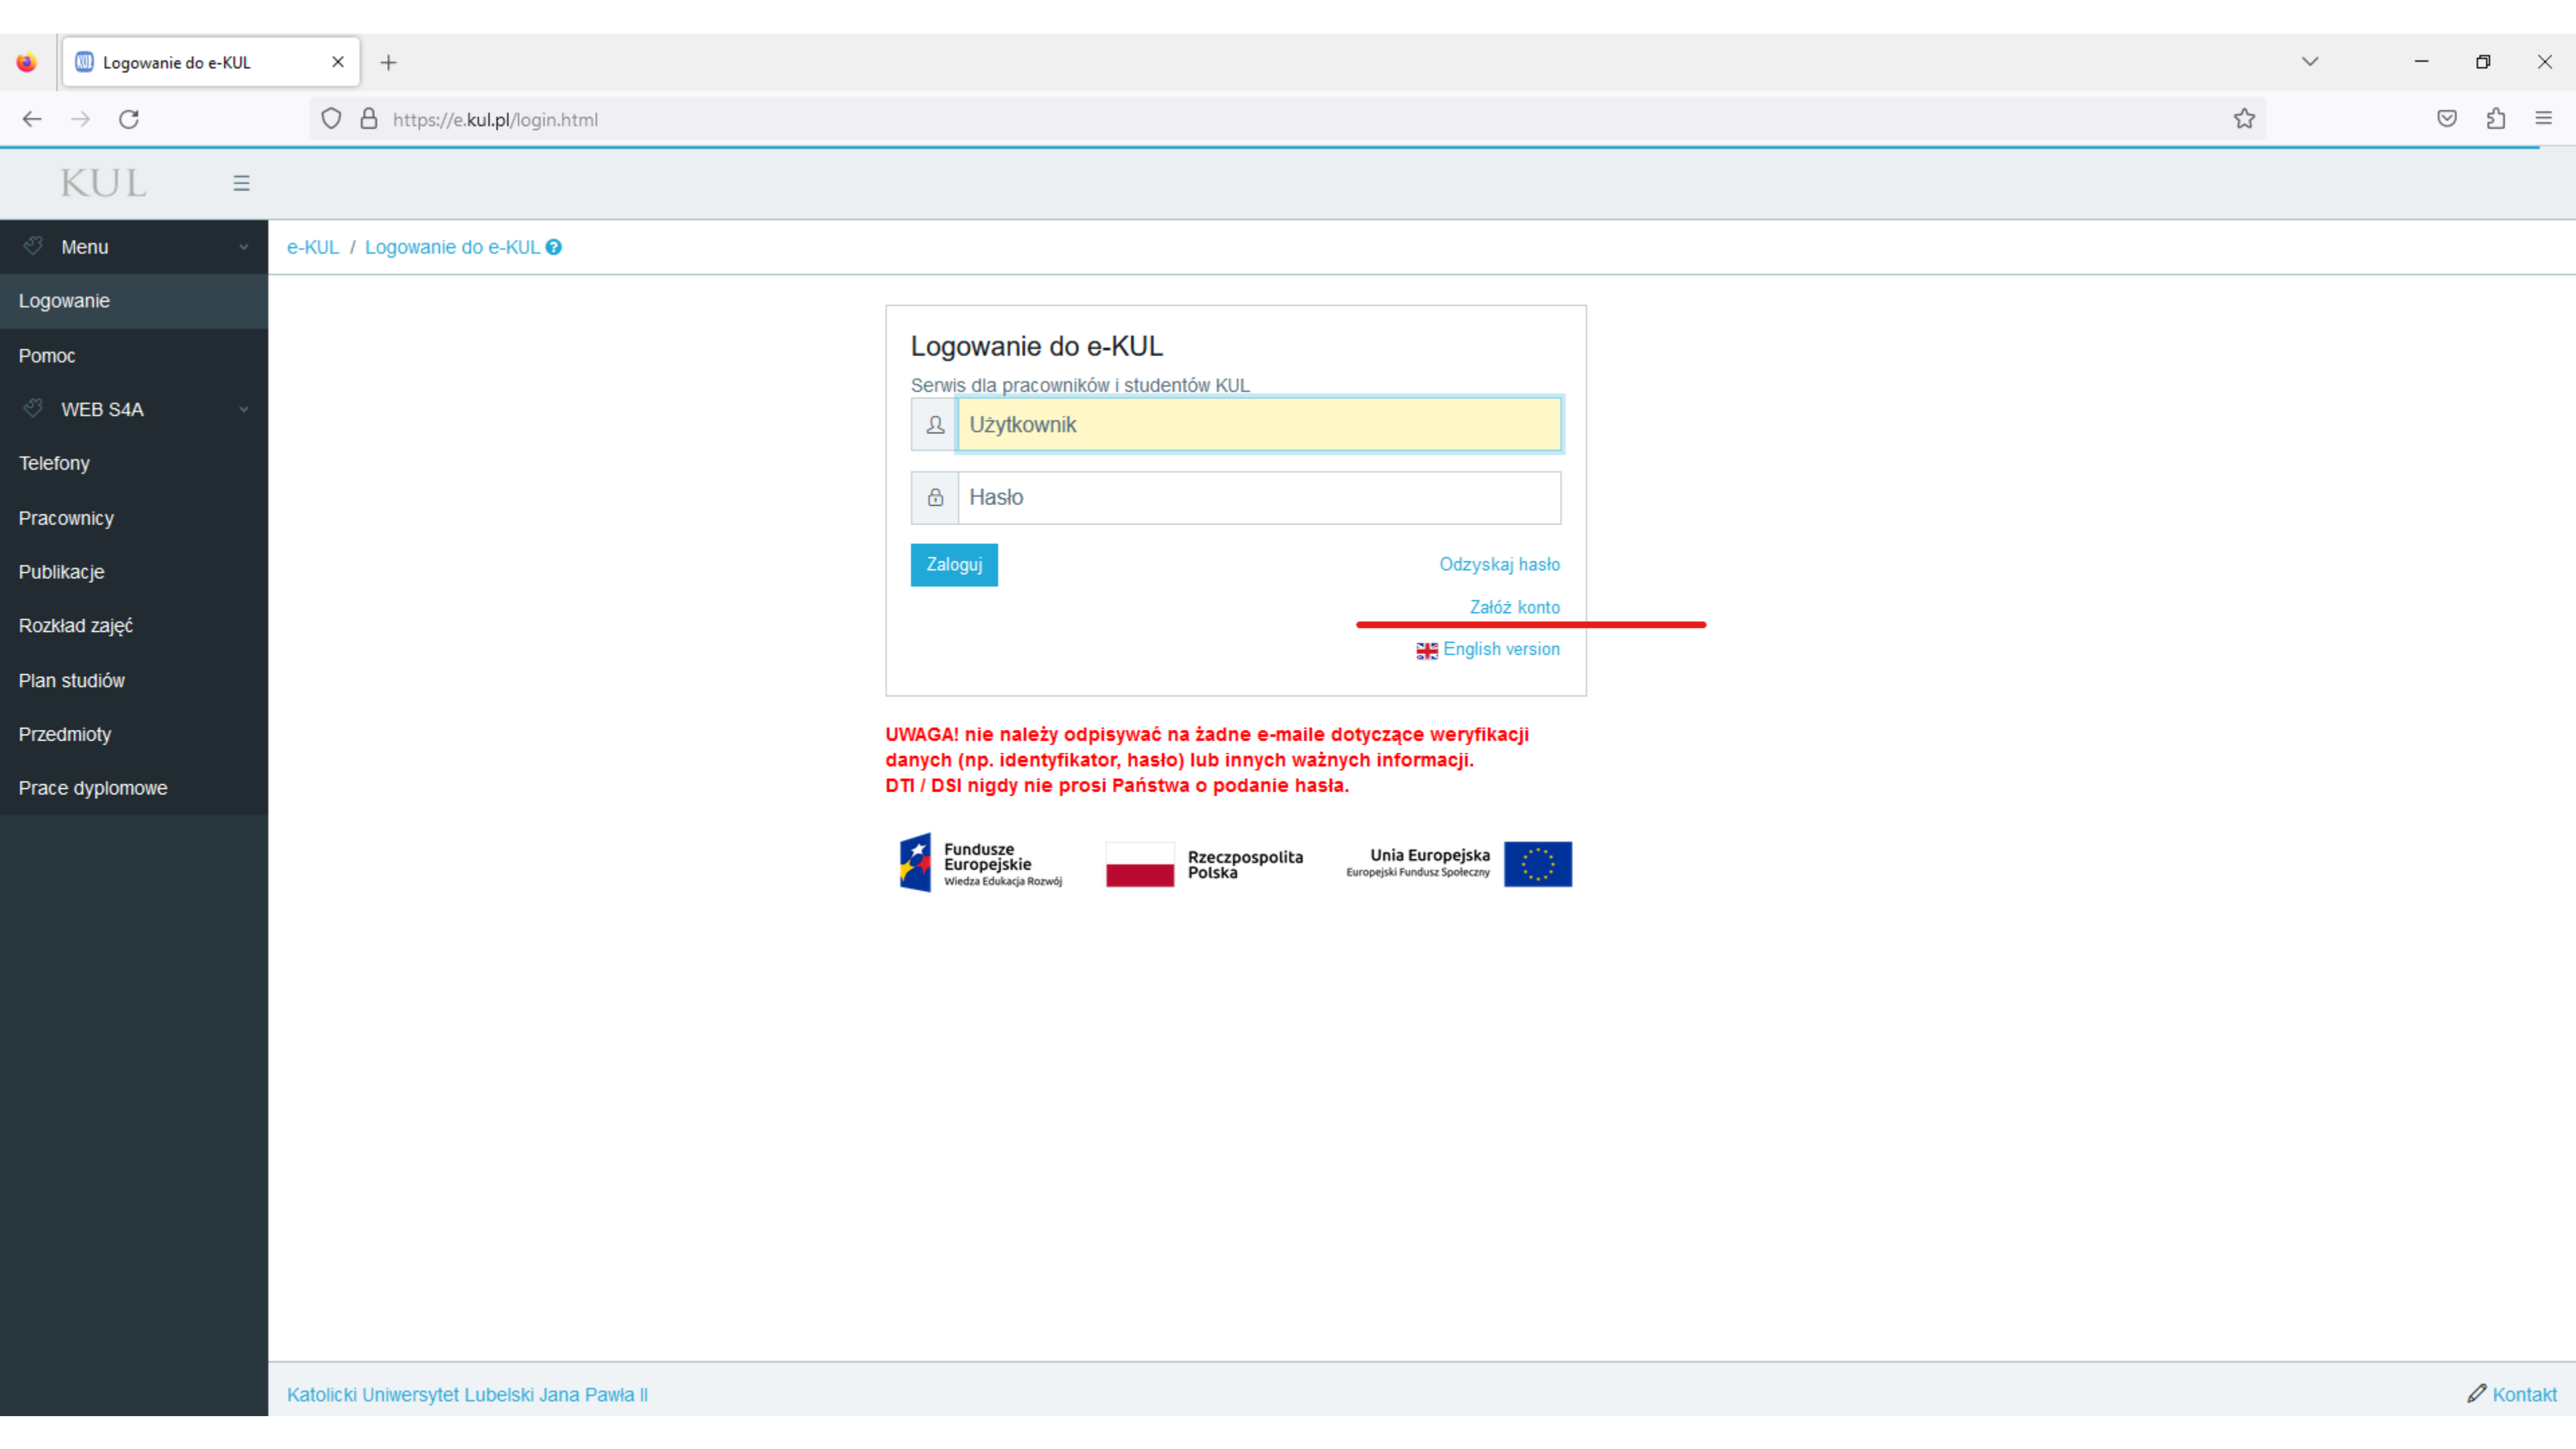 Logowanie do e-KUL
https://e.kul.pl/login.html
KUL
Menu
e-KUL / Logowanie do e-KUL
Logowanie
Pomoc
WEB S4A
Telefony
Pracownicy
Publikacje
Rozkład zajęć
Plan studiów
Przedmioty
Prace dyplomowe
Logowanie do e-KUL
Serwis dla pracowników i studentów KUL
Użytkownik
Hasło
Zaloguj
Odzyskaj hasło
Załóż konto
English version
UWAGA! nie należy odpisywać na żadne e-maile dotyczące weryfikacji
danych (np. identyfikator, hasło) lub innych ważnych informacji.
DTI / DSI nigdy nie prosi Państwa o podanie hasła.
Fundusze
Europejskie
Wiedza Edukacja Rozwój
Rzeczpospolita
Polska
Unia Europejska
Europejski Fundusz Społeczny
Katolicki Uniwersytet Lubelski Jana Pawła II
Kontakt